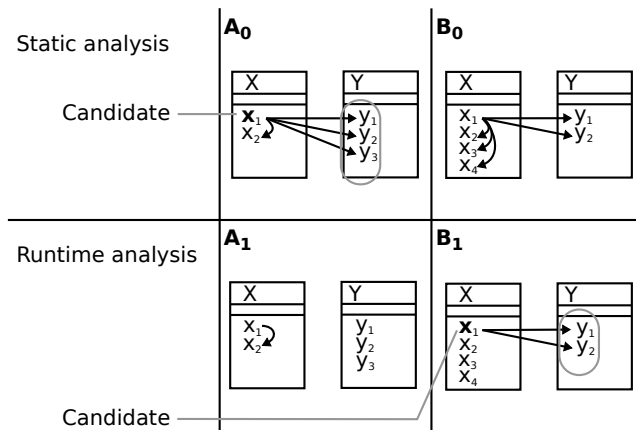 Static analysis
Candidate
A₀
X
x₁
x₂
Y
y₁
y₂
y₃
B₀
X
x₁
x₂
x₃
x₄
Y
y₁
y₂
Runtime analysis
Candidate
A₁
X
x₁
x₂
Y
y₁
y₂
y₃
B₁
X
x₁
x₂
x₃
x₄
Y
y₁
y₂